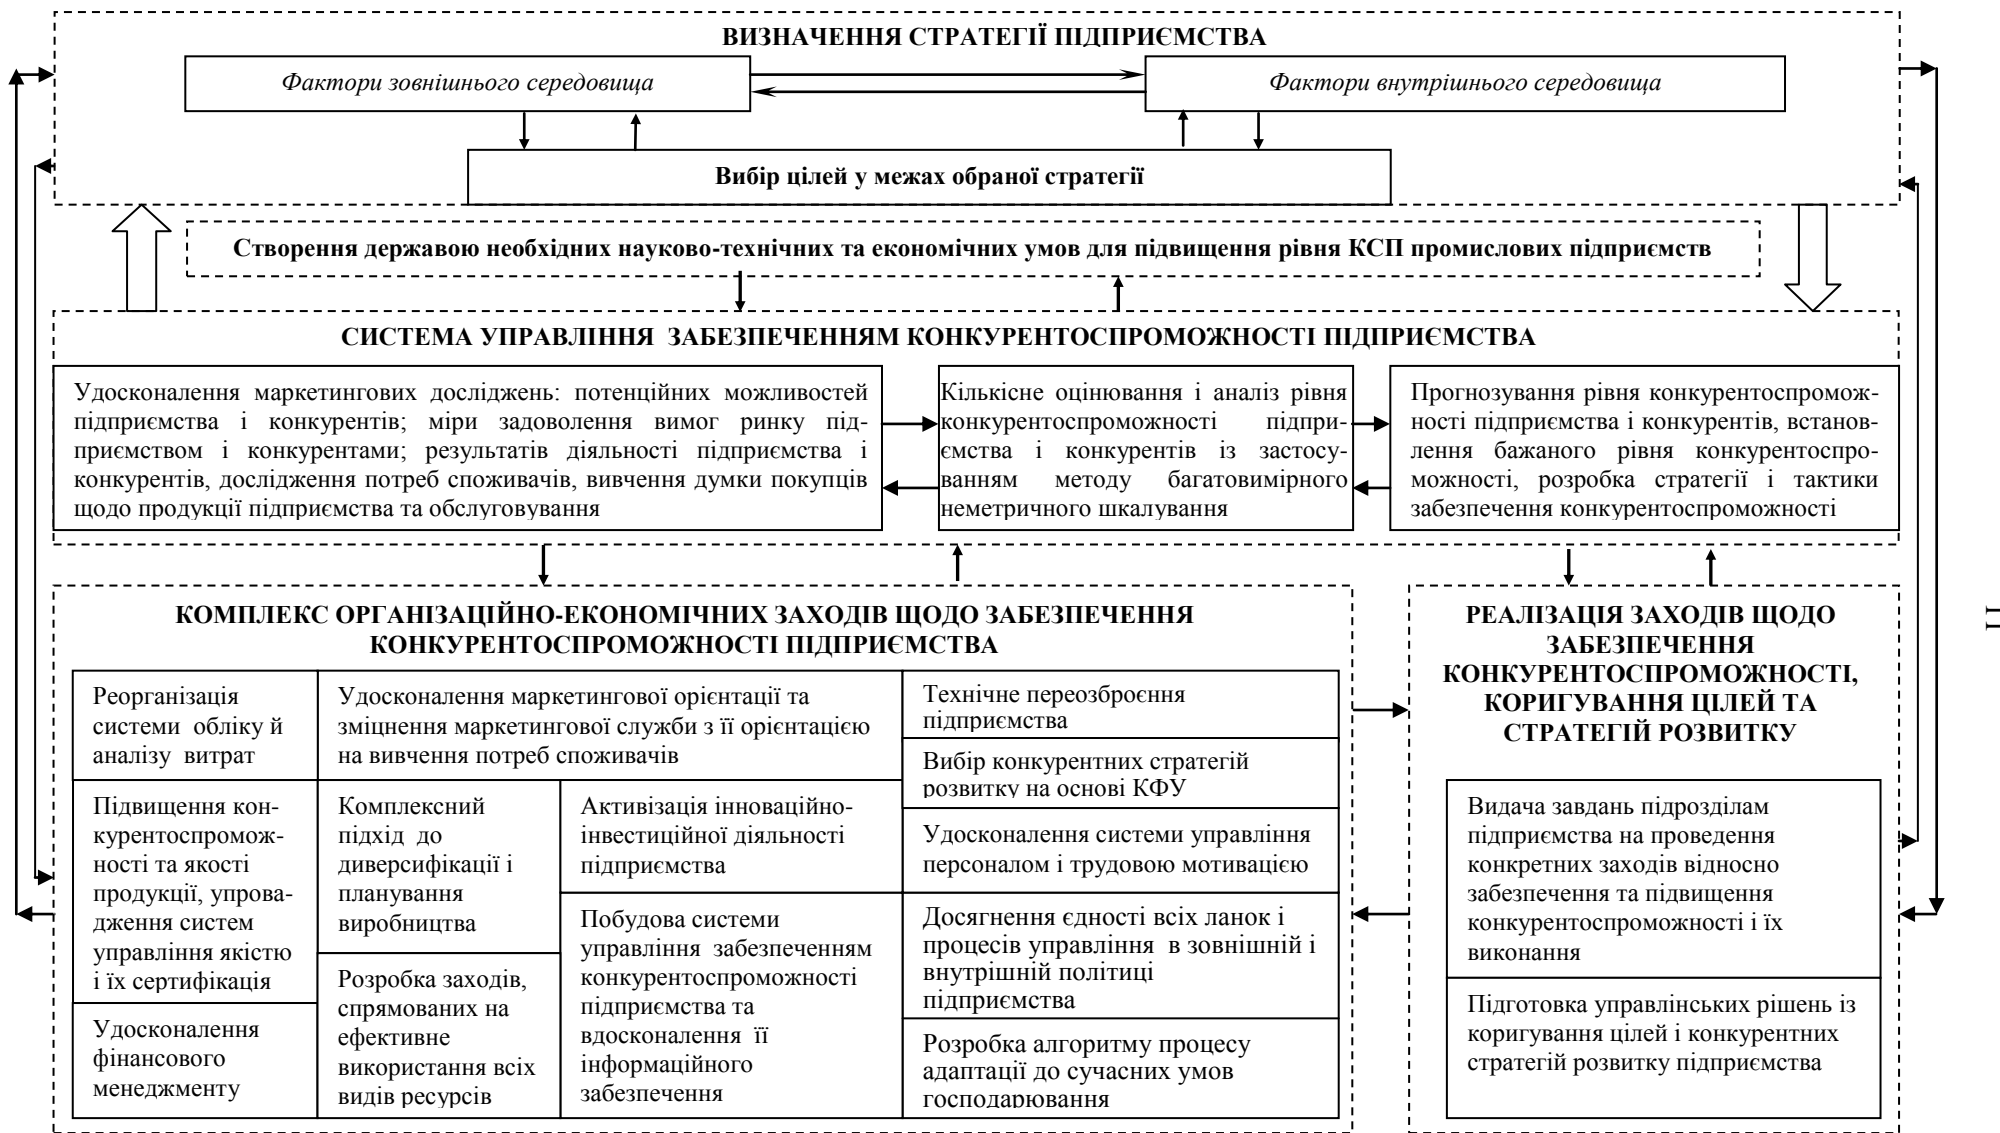 ВИЗНАЧЕННЯ СТРАТЕГІЇ ПІДПРИЄМСТВА
Фактори зовнішнього середовища
Фактори внутрішнього середовища
Вибір цілей у межах обраної стратегії
Створення державою необхідних науково-технічних та економічних умов для підвищення рівня КСП промислових підприємств
СИСТЕМА УПРАВЛІННЯ ЗАБЕЗПЕЧЕННЯМ КОНКУРЕНТОСПРОМОЖНОСТІ ПІДПРИЄМСТВА
Удосконалення маркетингових досліджень: потенційних можливостей
підприємства і конкурентів; міри задоволення вимог ринку під-
приємством і конкурентами; результатів діяльності підприємства і
конкурентів, дослідження потреб споживачів, вивчення думки покупців
щодо продукції підприємства та обслуговування
Кількісне оцінювання і аналіз рівня
конкурентоспроможності підпри-
ємства і конкурентів із застосу-
ванням методу багатовимірного
неметричного шкалування
Прогнозування рівня конкурентоспромож-
ності підприємства і конкурентів, встанов-
лення бажаного рівня конкурентоспро-
можності, розробка стратегії і тактики
забезпечення конкурентоспроможності
КОМПЛЕКС ОРГАНІЗАЦІЙНО-ЕКОНОМІЧНИХ ЗАХОДІВ ЩОДО ЗАБЕЗПЕЧЕННЯ
КОНКУРЕНТОСПРОМОЖНОСТІ ПІДПРИЄМСТВА
Реорганізація
системи обліку й
аналізу витрат
Удосконалення маркетингової орієнтації та
зміцнення маркетингової служби з її орієнтацією
на вивчення потреб споживачів
Технічне переозброєння
підприємства
Вибір конкурентних стратегій
розвитку на основі КФУ
Підвищення кон-
курентоспромож-
ності та якості
продукції, упрова-
дження систем
управління якістю
і їх сертифікація
Комплексний
підхід до
диверсифікації і
планування
виробництва
Активізація інноваційно-
інвестиційної діяльності
підприємства
Удосконалення системи управління
персоналом і трудовою мотивацією
Побудова системи
управління забезпеченням
конкурентоспроможності
підприємства та
вдосконалення її
інформаційного
забезпечення
Досягнення єдності всіх ланок і
процесів управління в зовнішній і
внутрішній політиці
підприємства
Розробка заходів,
спрямованих на
ефективне
використання всіх
видів ресурсів
Удосконалення
фінансового
менеджменту
Розробка алгоритму процесу
адаптації до сучасних умов
господарювання
РЕАЛІЗАЦІЯ ЗАХОДІВ ЩОДО
ЗАБЕЗПЕЧЕННЯ
КОНКУРЕНТОСПРОМОЖНОСТІ,
КОРИГУВАННЯ ЦІЛЕЙ ТА
СТРАТЕГІЙ РОЗВИТКУ
Видача завдань підрозділам
підприємства на проведення
конкретних заходів відносно
забезпечення та підвищення
конкурентоспроможності і їх
виконання
Підготовка управлінських рішень із
коригування цілей і конкурентних
стратегій розвитку підприємства